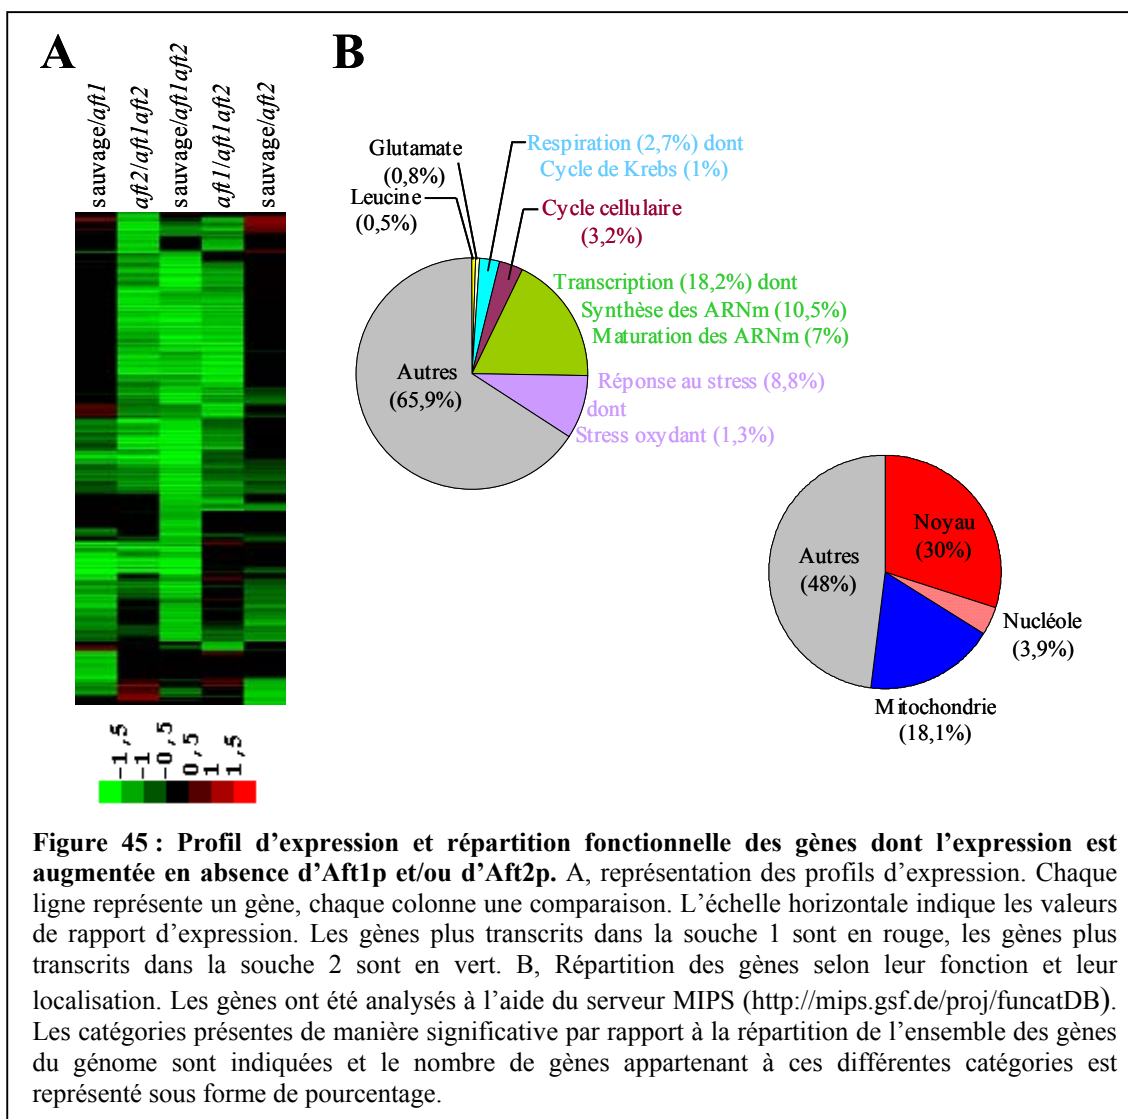 A
B
sauvage/aft1
aft2/aft1aft2
sauvage/aft1aft2
aft1/aft1aft2
sauvage/aft2
-1,5
-1
-0,5
0,5
1
1,5
Glutamate
(0,8%)
Leucine
(0,5%)
Respiration (2,7%) dont
Cycle de Krebs (1%)
Cycle cellulaire
(3,2%)
Transcription (18,2%) dont
Synthèse des ARNm (10,5%)
Maturation des ARNm (7%)
Autres
(65,9%)
Réponse au stress (8,8%)
dont
Stress oxydant (1,3%)
Noyau
(30%)
Autres
(48%)
Nucléole
(3,9%)
Mitochondrie
(18,1%)
Figure 45 : Profil d’expression et répartition fonctionnelle des gènes dont l’expression est
augmentée en absence d’Aft1p et/ou d’Aft2p. A, représentation des profils d’expression. Chaque
ligne représente un gène, chaque colonne une comparaison. L’échelle horizontale indique les valeurs
de rapport d’expression. Les gènes plus transcrits dans la souche 1 sont en rouge, les gènes plus
transcrits dans la souche 2 sont en vert. B, Répartition des gènes selon leur fonction et leur
localisation. Les gènes ont été analysés à l’aide du serveur MIPS (http://mips.gsf.de/proj/funcatDB).
Les catégories présentes de manière significative par rapport à la répartition de l’ensemble des gènes
du génome sont indiquées et le nombre de gènes appartenant à ces différentes catégories est
représenté sous forme de pourcentage.